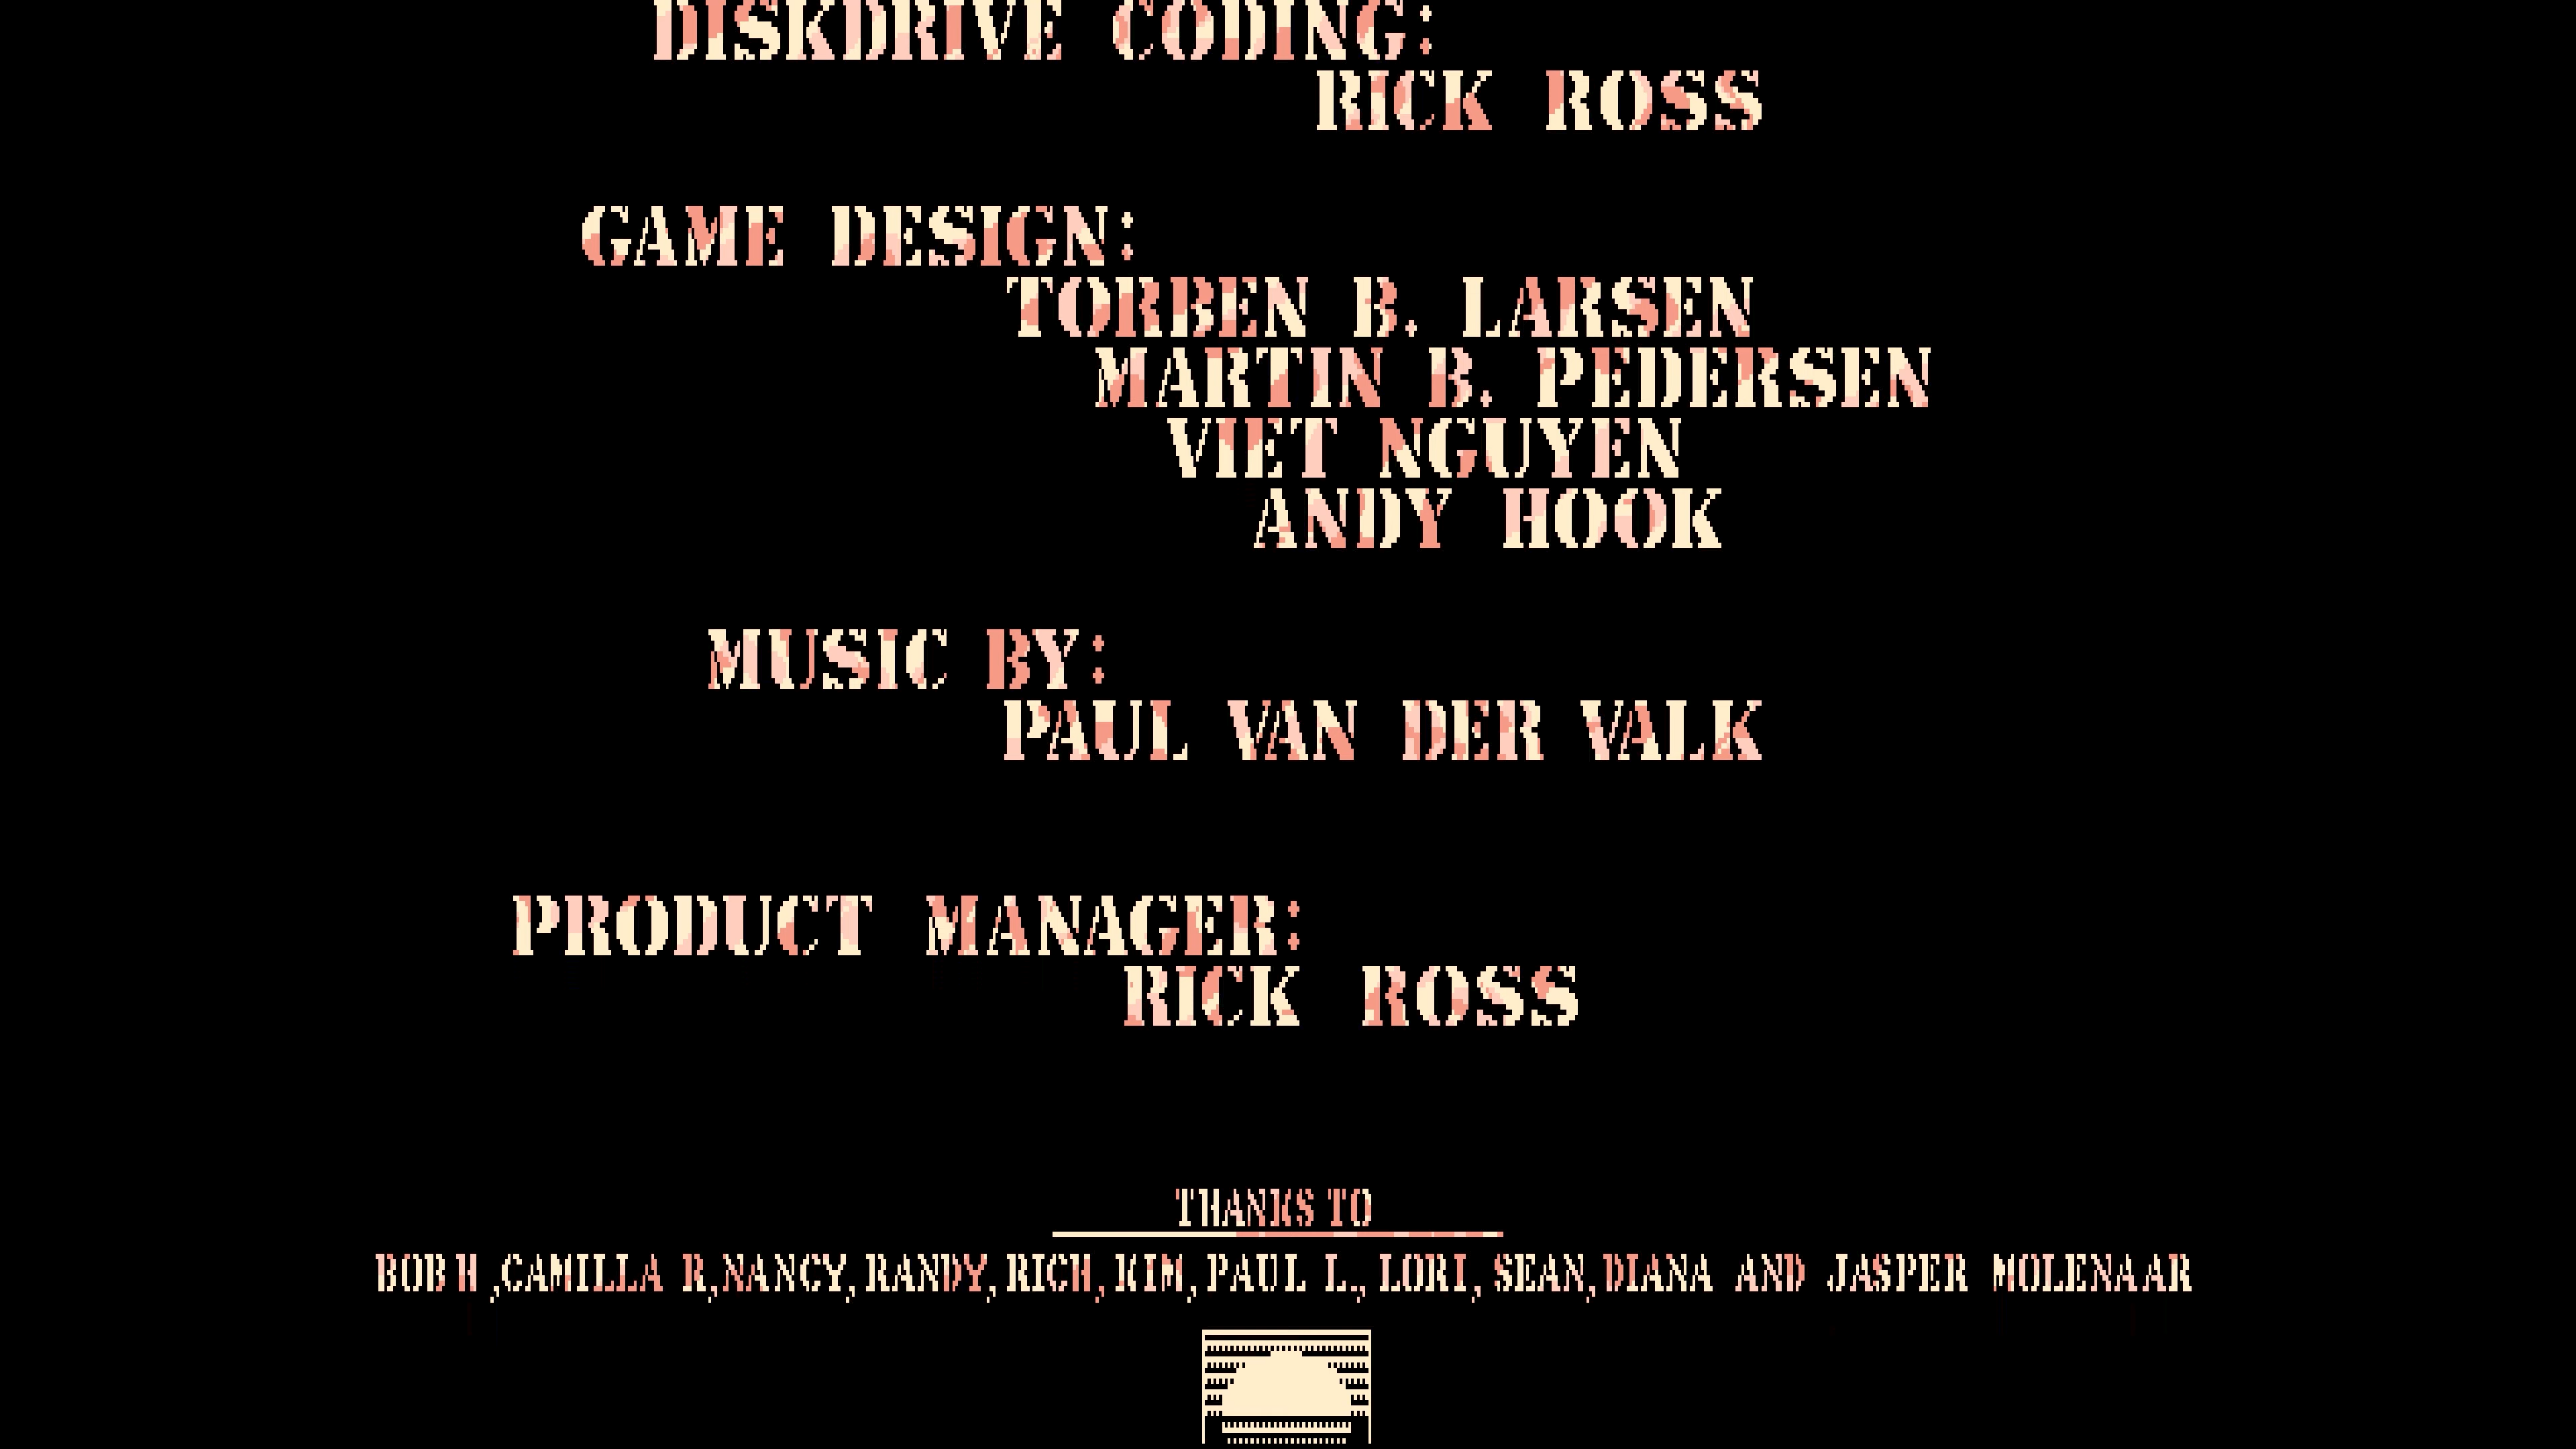 DISKDRIVE CODING:
RICK ROSS
GAME DESIGN:
TORBEN B. LARSEN
MARTIN B. PEDERSEN
VIET NGUYEN
ANDY HOOK
MUSIC BY:
PAUL VAN DER VALK
PRODUCT MANAGER:
RICK ROSS
THANKS TO
BOB H ,CAMILLA R,NANCY, RANDY, RICH, KIM, PAUL L., LORI, SEAN, DIANA AND JASPER MOLENAAR